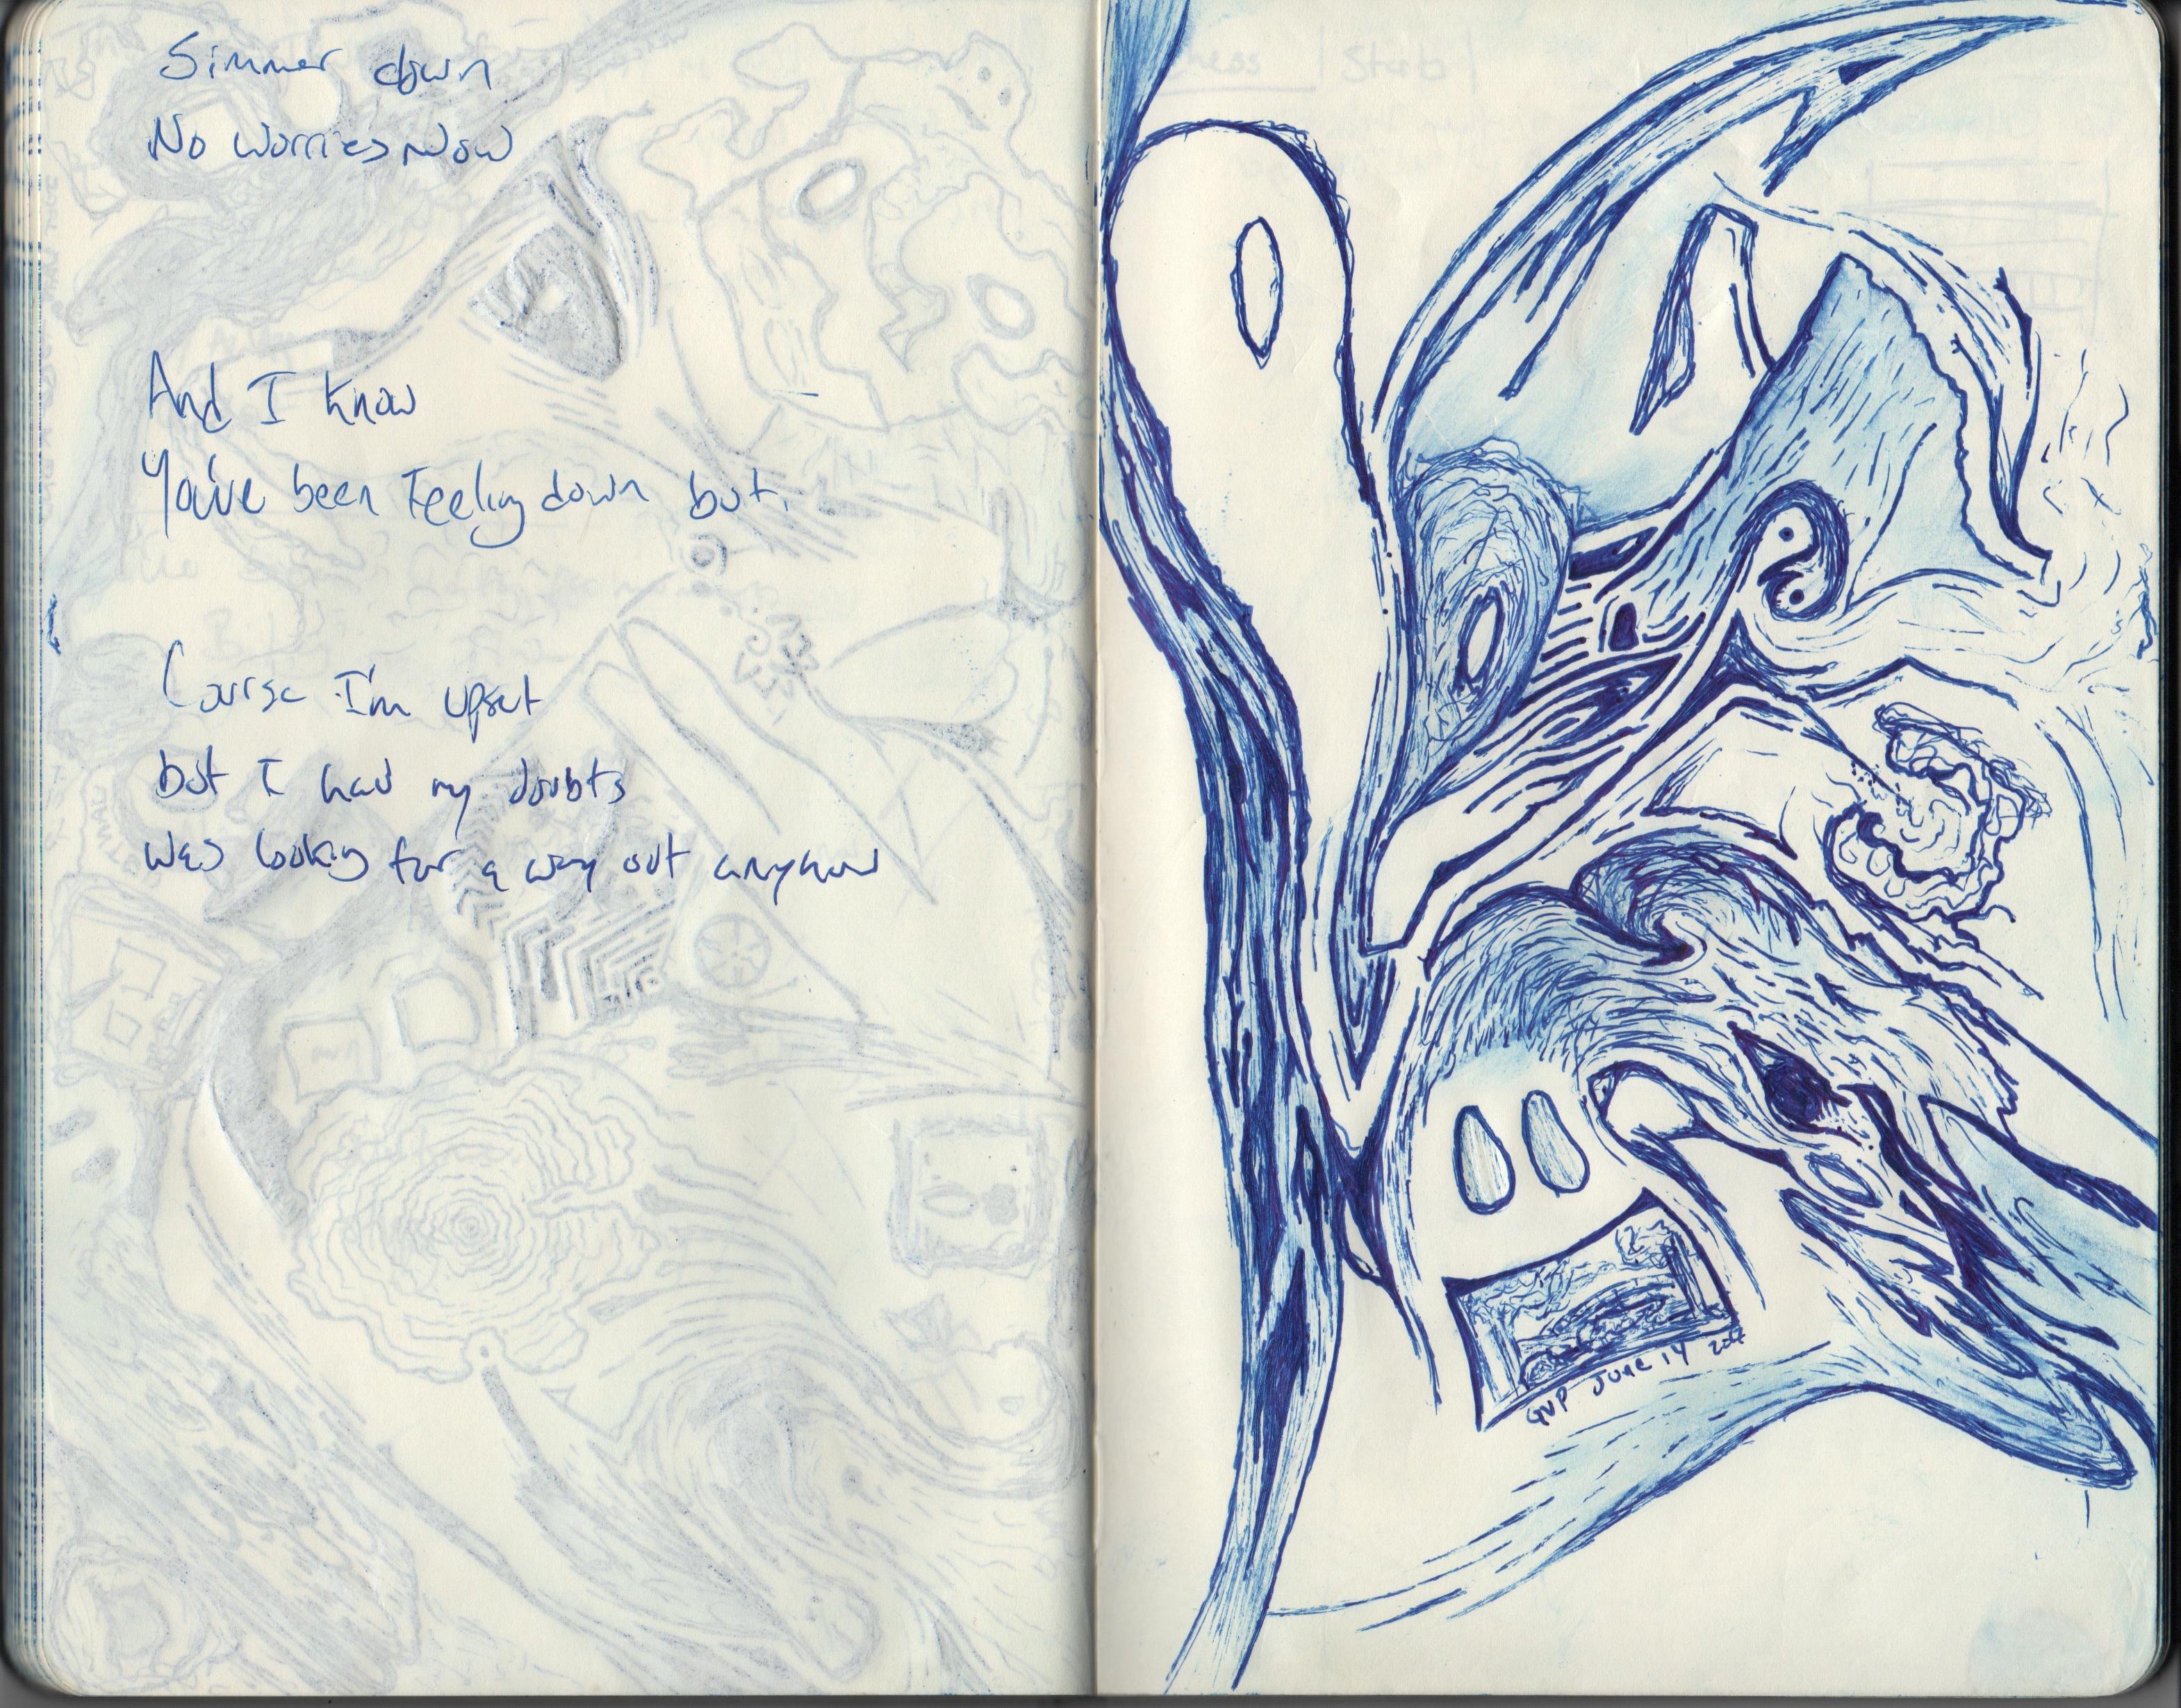 Simmer down
No worries now
And I know
You've been feeling down but
Course I'm upset
but I had my doubts
was looking for a way out anyhow
Stab
GVP June 14